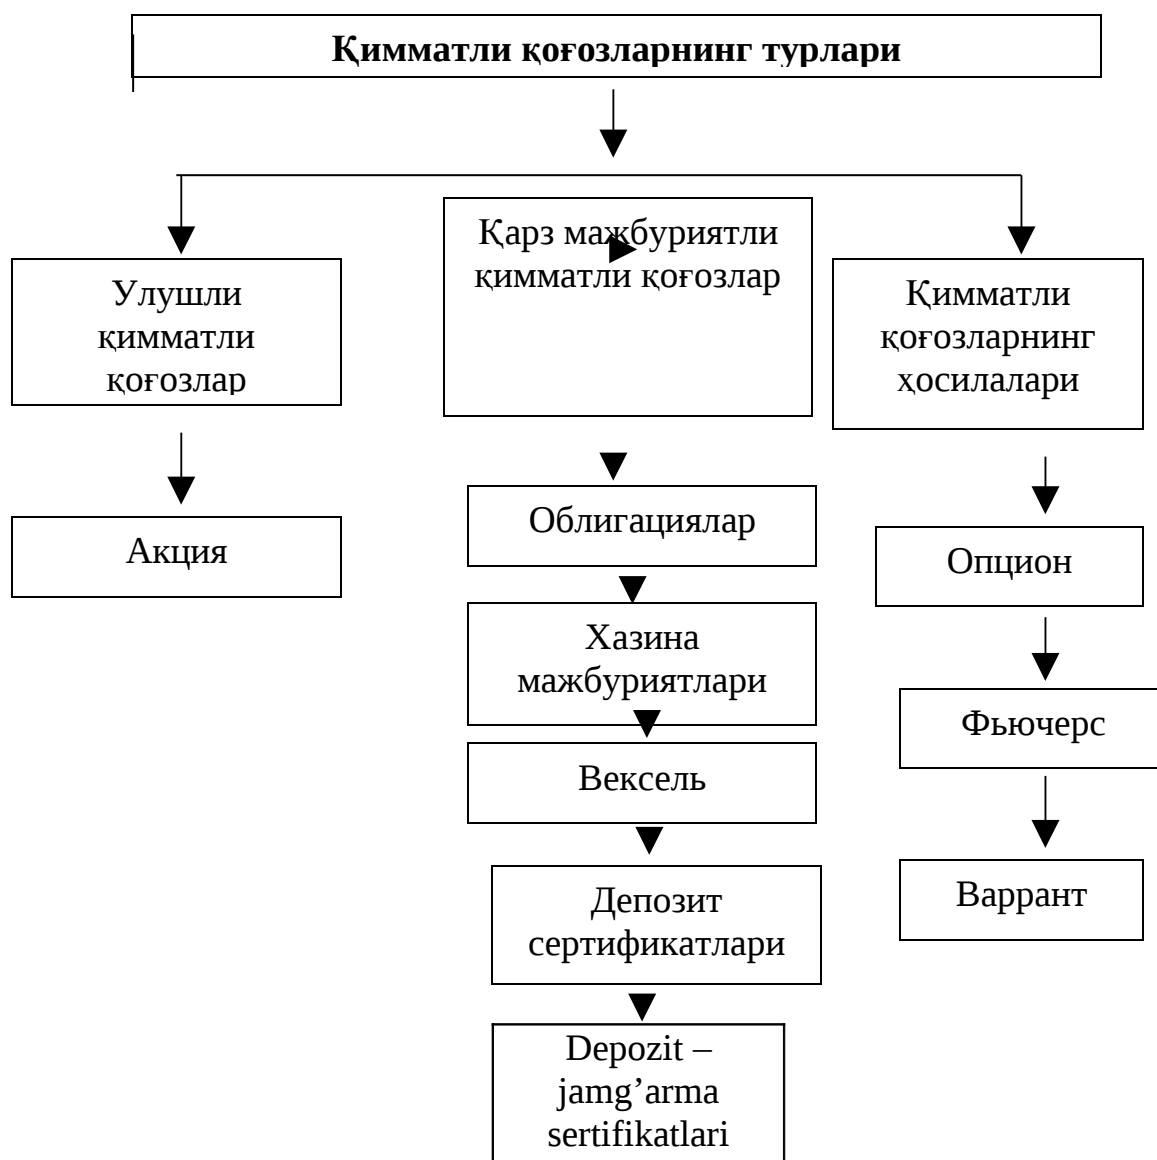 Қимматли қоғозларнинг турлари
Қарз мажбуриятли
қимматли қоғозлар
Улушли
қимматли
қоғозлар
Қимматли
қоғозларнинг
ҳосилалари
Акция
Облигациялар
Опцион
Хазина
мажбуриятлари
Фьючерс
Вексель
Депозит
сертификатлари
Варрант
Depozit –
jamg’arma
sertifikatlari